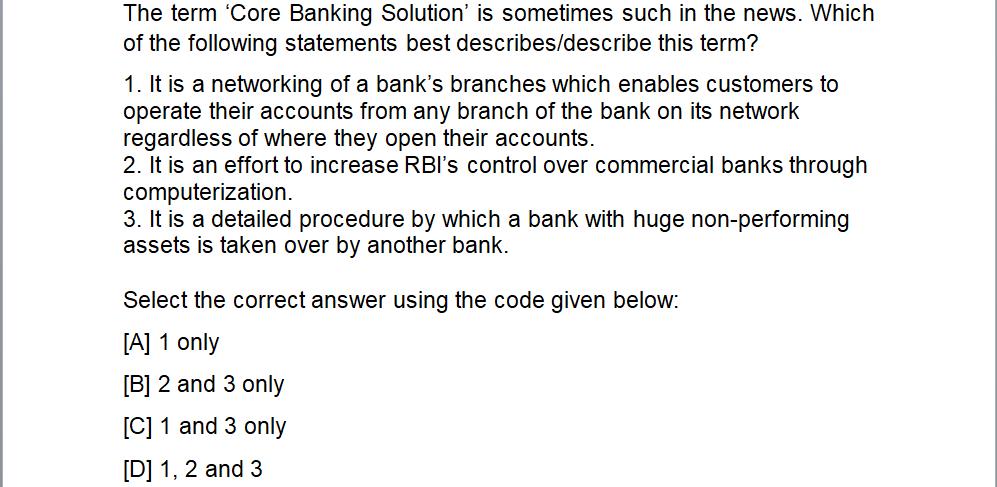 The term ‘Core Banking Solution’ is sometimes such in the news. Which
of the following statements best describes/describe this term?
1. It is a networking of a bank’s branches which enables customers to
operate their accounts from any branch of the bank on its network
regardless of where they open their accounts.
2. It is an effort to increase RBI’s control over commercial banks through
computerization.
3. It is a detailed procedure by which a bank with huge non-performing
assets is taken over by another bank.
Select the correct answer using the code given below:
[A] 1 only
[B] 2 and 3 only
[C] 1 and 3 only
[D] 1, 2 and 3